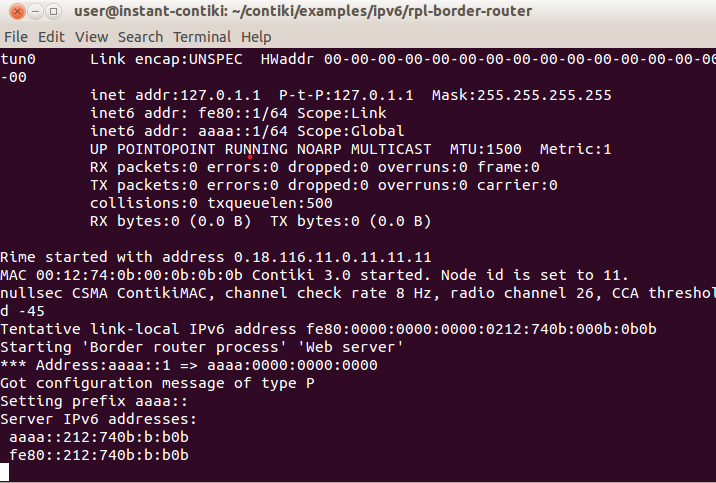 user@instant-contiki: ~/contiki/examples/ipv6/rpl-border-router
File Edit View Search Terminal Help
tun0 Link encap:UNSPEC HWaddr 00-00-00-00-00-00-00-00-00-00-00-00-00-00-00
-00
inet addr:127.0.1.1 P-t-P:127.0.1.1 Mask:255.255.255.255
inet6 addr: fe80::1/64 Scope:Link
inet6 addr: aaaa::1/64 Scope:Global
UP POINTOPOINT RUNNING NOARP MULTICAST MTU:1500 Metric:1
RX packets:0 errors:0 dropped:0 overruns:0 frame:0
TX packets:0 errors:0 dropped:0 overruns:0 carrier:0
collisions:0 txqueuelen:500
RX bytes:0 (0.0 B) TX bytes:0 (0.0 B)
Rime started with address 0.18.116.11.0.11.11.11
MAC 00:12:74:0b:00:0b:0b:0b Contiki 3.0 started. Node id is set to 11.
nullsec CSMA ContikiMAC, channel check rate 8 Hz, radio channel 26, CCA threshol
d -45
Tentative link-local IPv6 address fe80:0000:0000:0000:0212:740b:000b:0b0b
Starting 'Border router process' 'Web server'
*** Address:aaaa::1 => aaaa:0000:0000:0000
Got configuration message of type P
Setting prefix aaaa::
Server IPv6 addresses:
aaaa::212:740b:b:b0b
fe80::212:740b:b:b0b